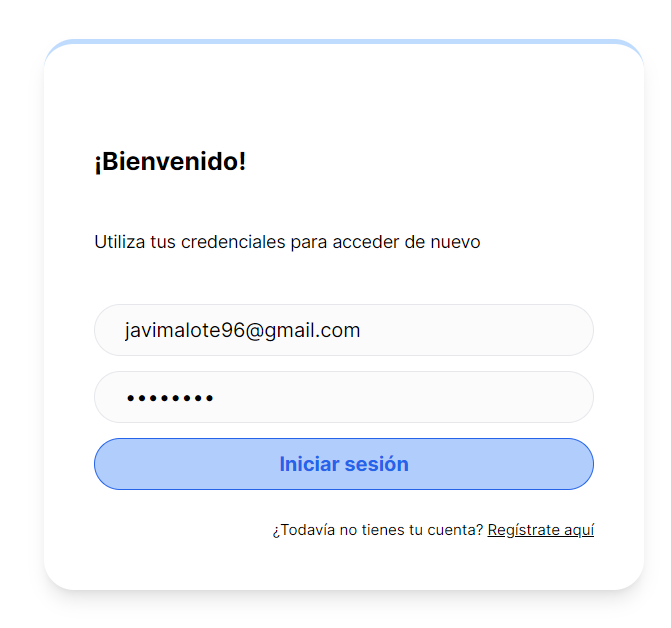 ¡Bienvenido!
Utiliza tus credenciales para acceder de nuevo
javimalote96@gmail.com
••••••••
Iniciar sesión
¿Todavía no tienes tu cuenta? Regístrate aquí